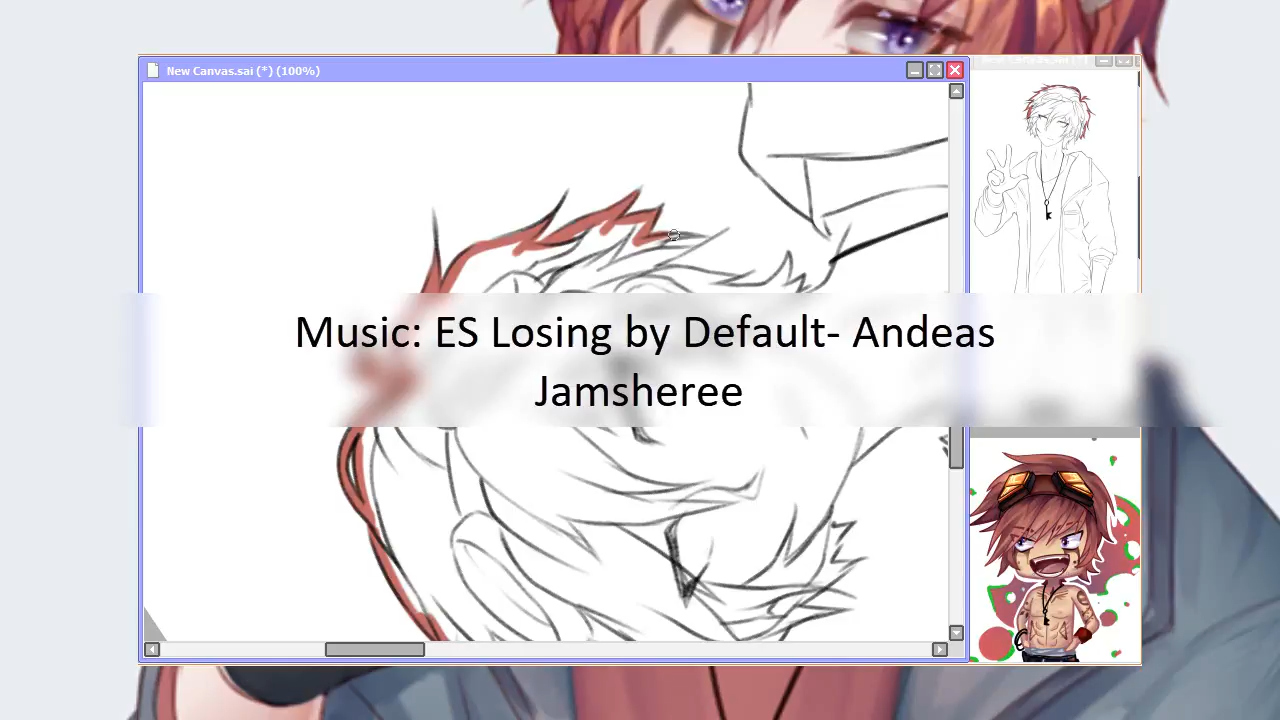 New Canvas.sai (*) (100%)
Music: ES Losing by Default- Andeas
Jamsheree